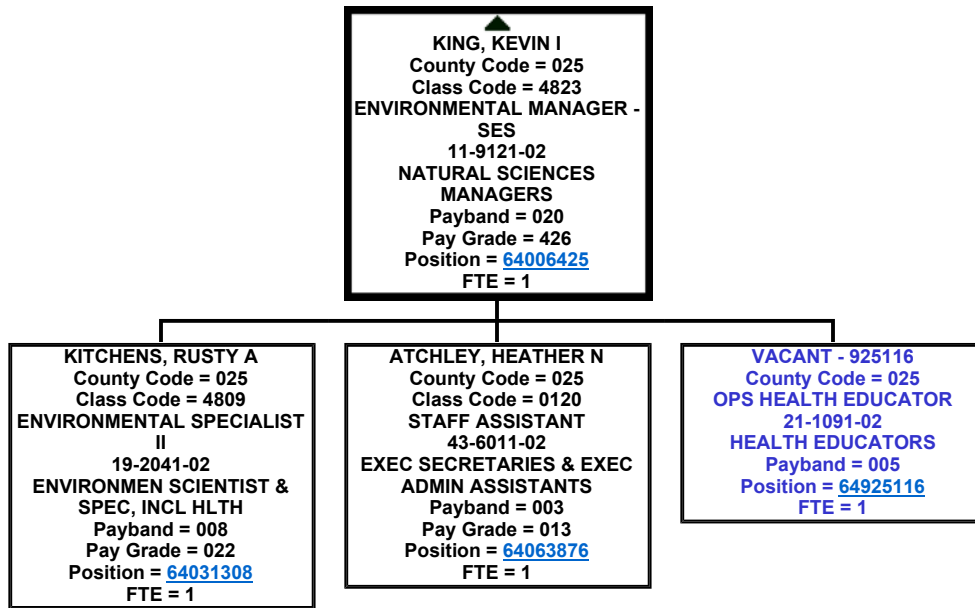 KING, KEVIN I
County Code = 025
Class Code = 4823
ENVIRONMENTAL MANAGER -
SES
11-9121-02
NATURAL SCIENCES
MANAGERS
Payband = 020
Pay Grade = 426
Position = 64006425
FTE = 1
KITCHENS, RUSTY A
County Code = 025
Class Code = 4809
ENVIRONMENTAL SPECIALIST
II
19-2041-02
ENVIRONMEN SCIENTIST &
SPEC, INCL HLTH
Payband = 008
Pay Grade = 022
Position = 64031308
FTE = 1
ATCHLEY, HEATHER N
County Code = 025
Class Code = 0120
STAFF ASSISTANT
43-6011-02
EXEC SECRETARIES & EXEC
ADMIN ASSISTANTS
Payband = 003
Pay Grade = 013
Position = 64063876
FTE = 1
VACANT - 925116
County Code = 025
OPS HEALTH EDUCATOR
21-1091-02
HEALTH EDUCATORS
Payband = 005
Position = 64925116
FTE = 1